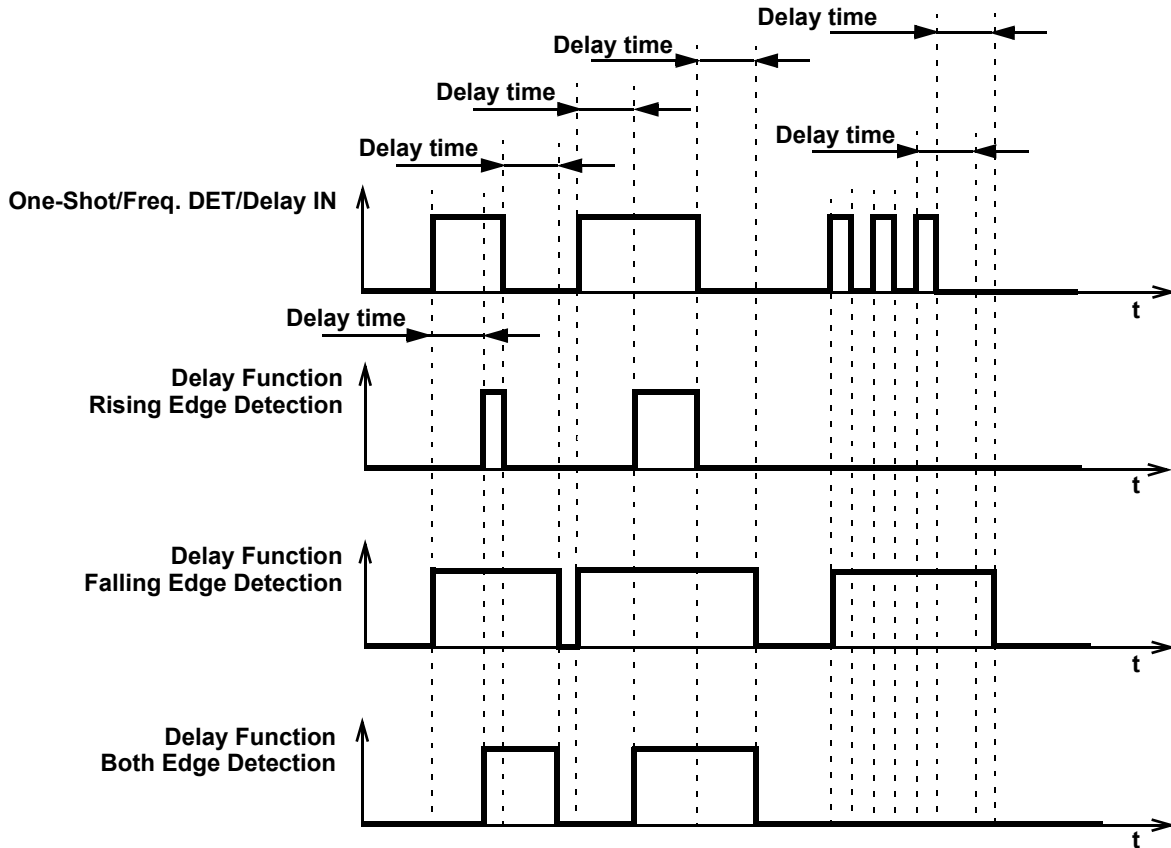 Delay time
Delay time
Delay time
Delay time
Delay time
One-Shot/Freq. DET/Delay IN
t
Delay time
Delay Function
Rising Edge Detection
t
Delay Function
Falling Edge Detection
t
Delay Function
Both Edge Detection
t